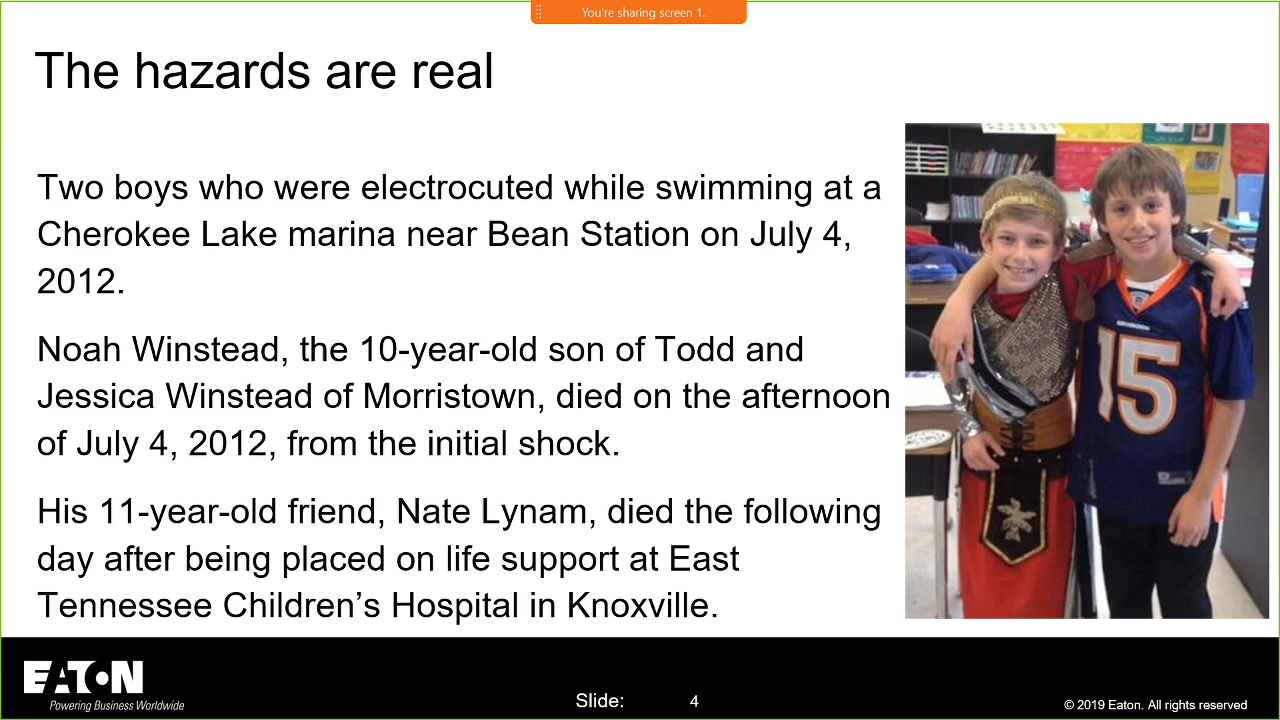 You're sharing screen 1.
The hazards are real
Two boys who were electrocuted while swimming at a
Cherokee Lake marina near Bean Station on July 4,
2012.
Noah Winstead, the 10-year-old son of Todd and
Jessica Winstead of Morristown, died on the afternoon
of July 4, 2012, from the initial shock.
His 11-year-old friend, Nate Lynam, died the following
day after being placed on life support at East
Tennessee Children’s Hospital in Knoxville.
15
EATON
Powering Business Worldwide
Slide: 4
© 2019 Eaton. All rights reserved